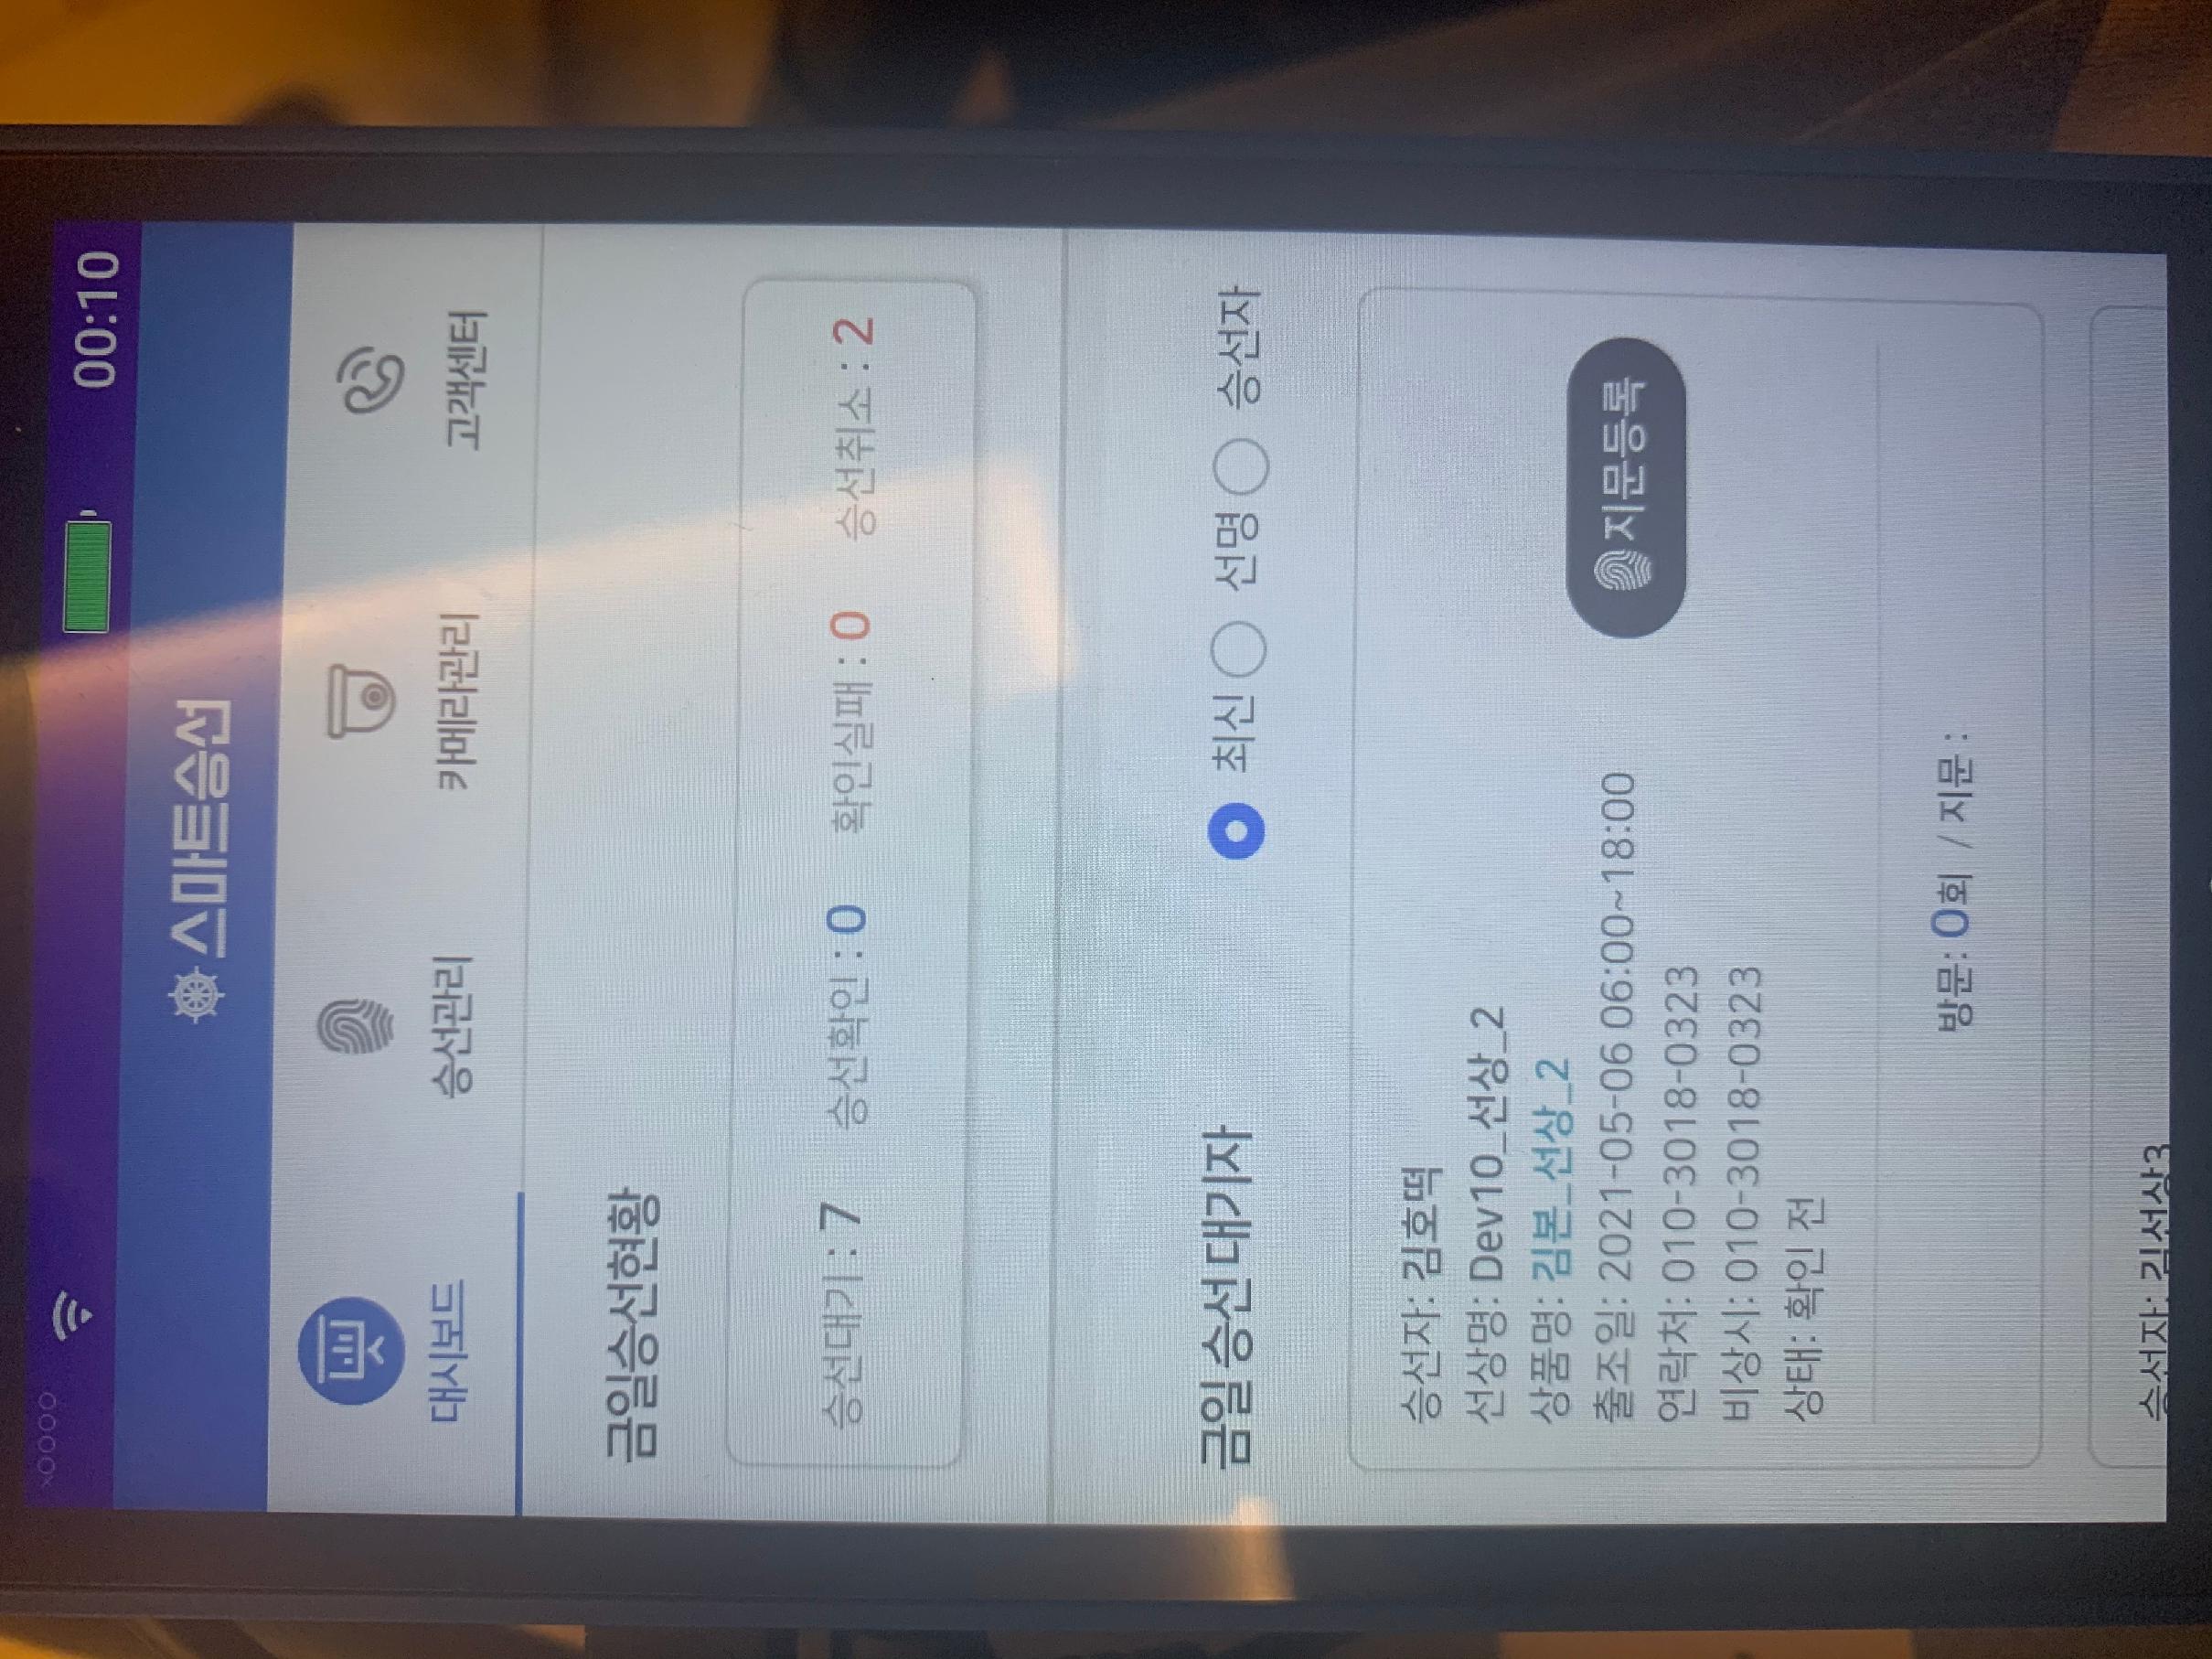 00:10
스마트승선
대시보드 승선관리 카메라관리 고객센터
금일승선현황
승선대기 : 7 승선확인 : 0 확인실패 : 0 승선취소 : 2
금일 승선 대기자 최신 선명 승선자
승선자: 김호떡
선상명: Dev10_선상_2
상품명: 김본_선상_2
출조일: 2021-05-06 06:00~18:00
연락처: 010-3018-0323
비상시: 010-3018-0323
상태: 확인 전
지문등록
방문: 0회 / 지문 :
승선자: 김선상3